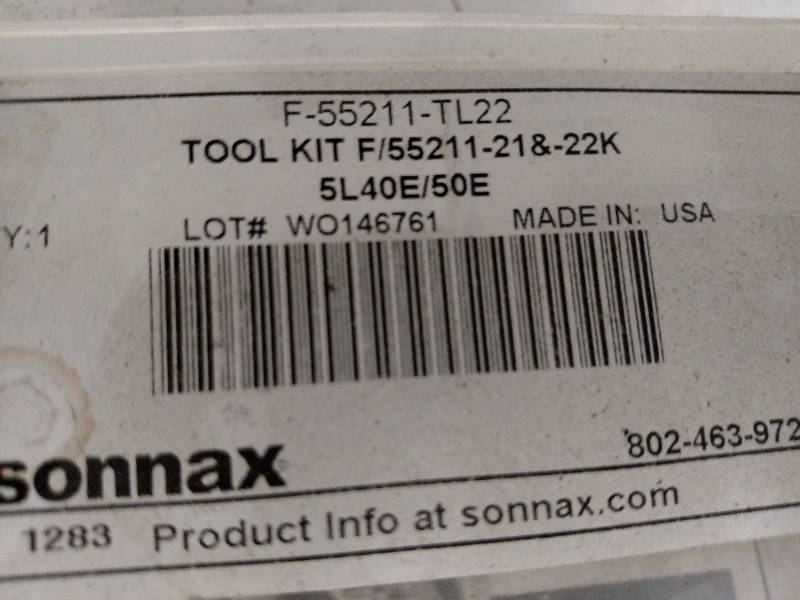 F-55211-TL22
TOOL KIT F/55211-21&-22K
5L40E/50E
Y:1 LOT# WO146761 MADE IN: USA
sonnax 802-463-972
1283 Product Info at sonnax.com